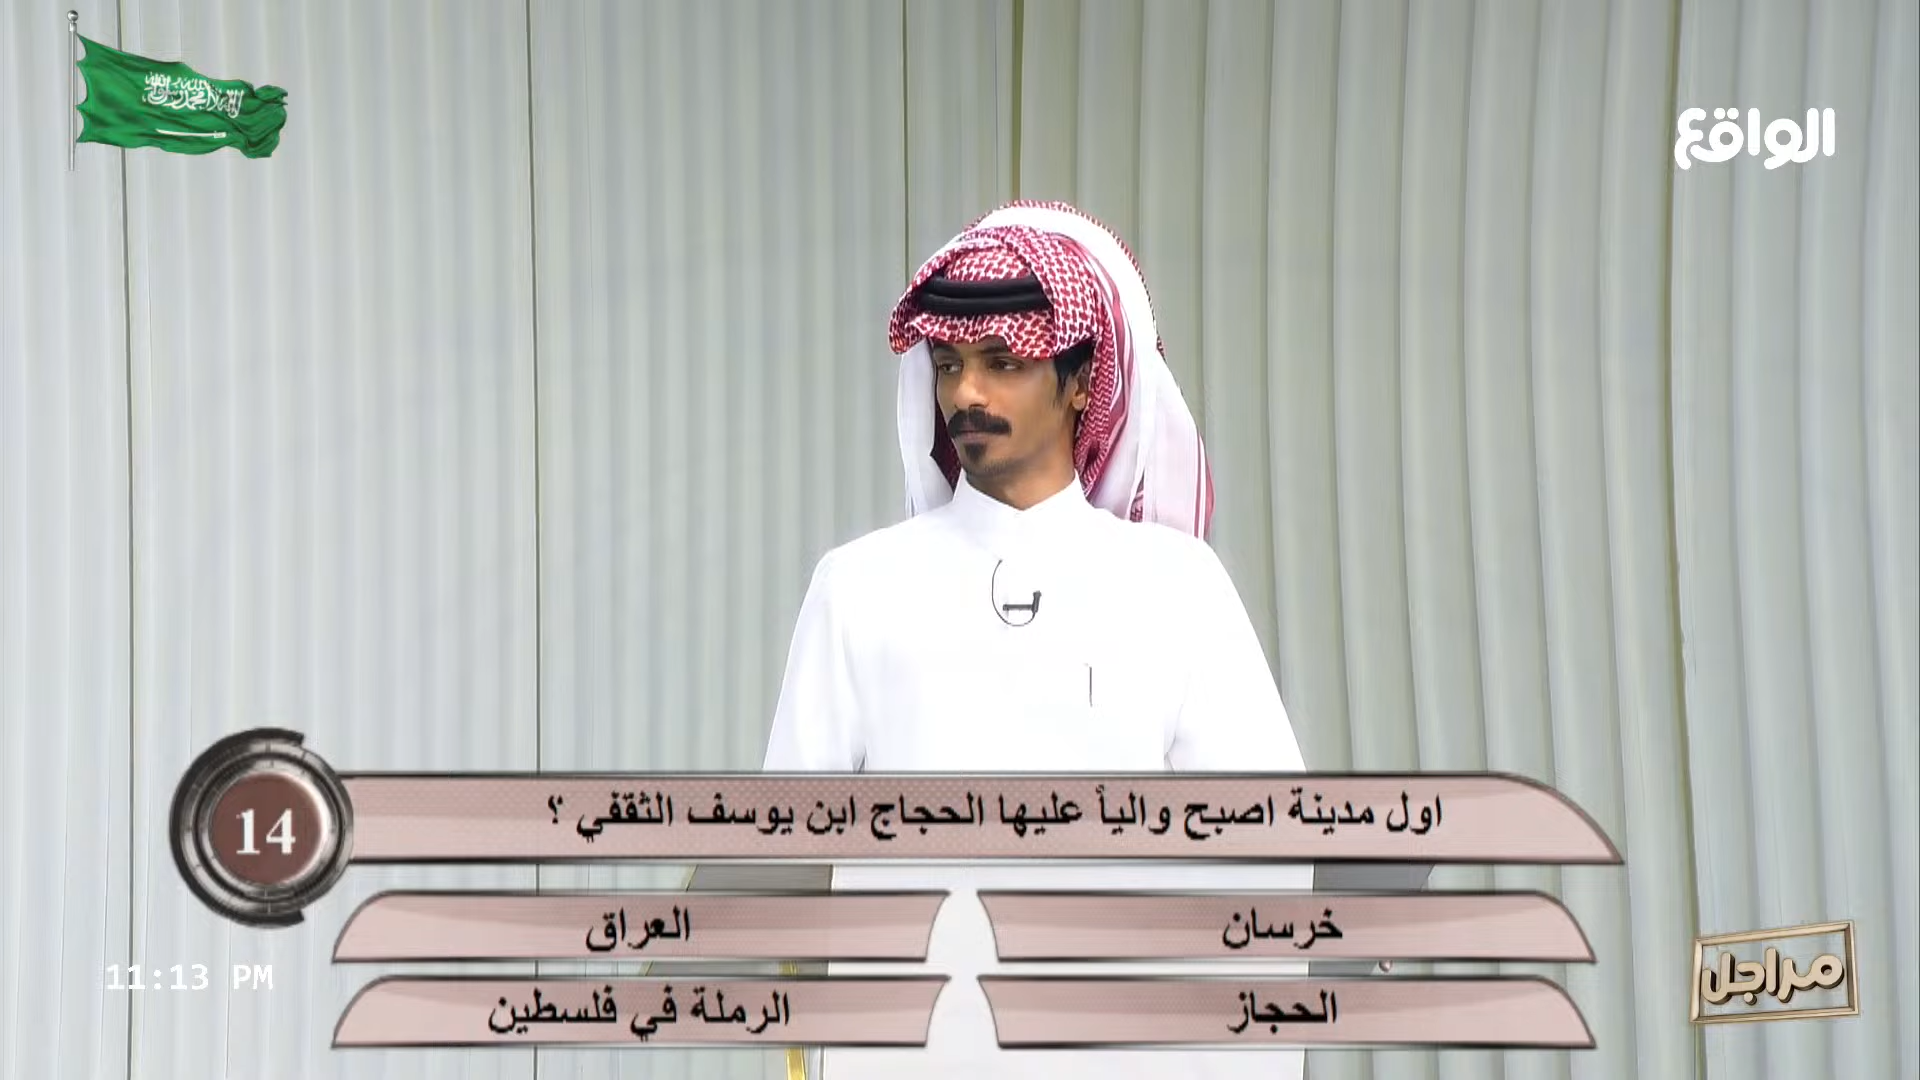 الواقع
اول مدينة اصبح والياً عليها الحجاج ابن يوسف الثقفي ؟
14
خرسان
العراق
الحجاز
الرملة في فلسطين
11:13 PM
مراجل